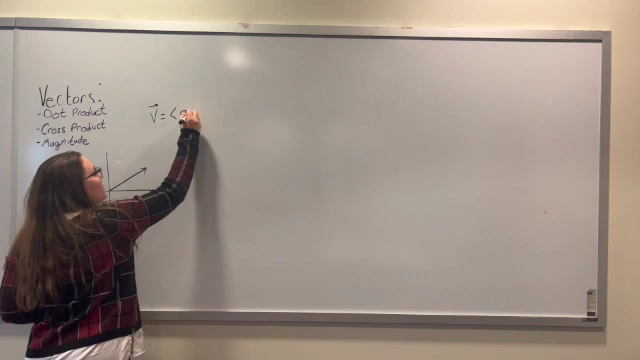 Vectors:
- Dot Product
- Cross Product
- Magnitude
V⃗ = <